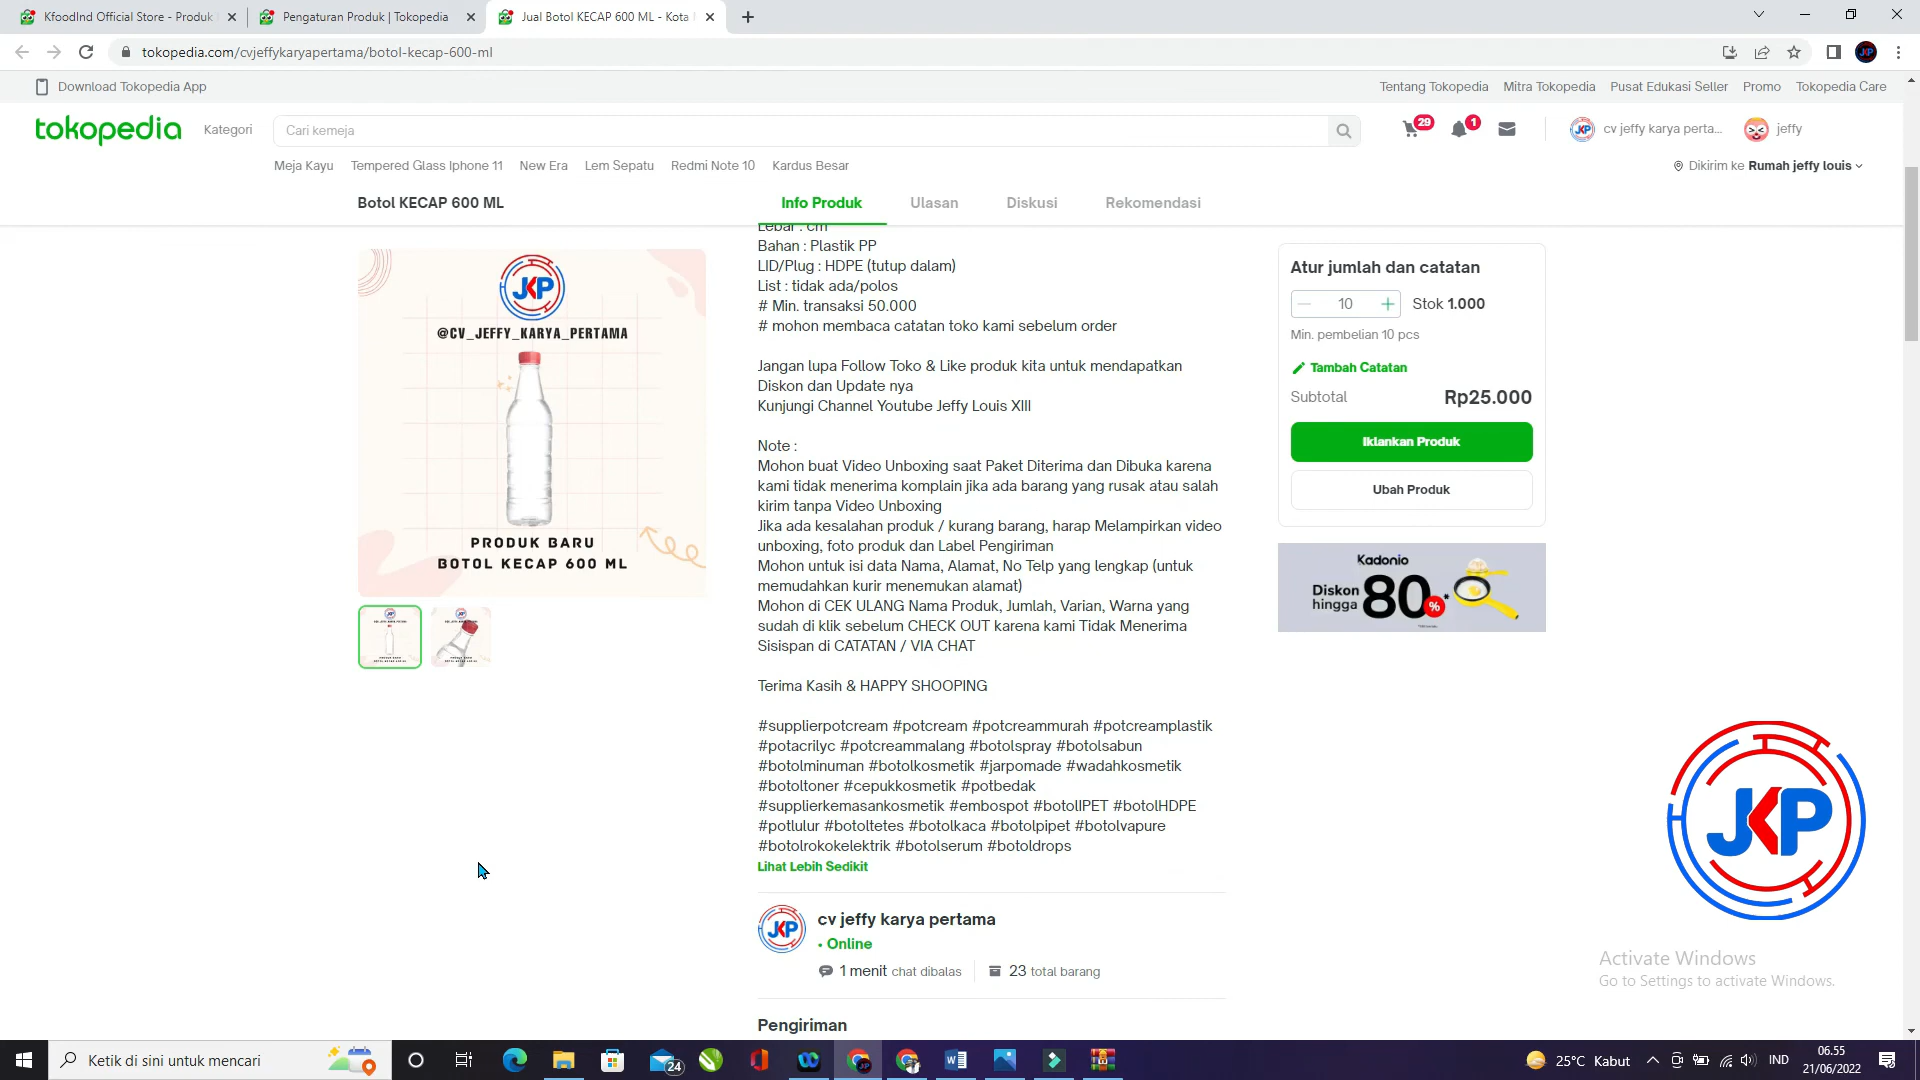 KfoodInd Official Store - Produk
Pengaturan Produk | Tokopedia
Jual Botol KECAP 600 ML - Kota
tokopedia.com/cvjeffykaryapertama/botol-kecap-600-ml
Download Tokopedia App
Tentang Tokopedia
Mitra Tokopedia
Pusat Edukasi Seller
Promo
Tokopedia Care
tokopedia
Kategori
Cari kemeja
29
1
JKP
cv jeffy karya perta...
jeffy
Meja Kayu
Tempered Glass Iphone 11
New Era
Lem Sepatu
Redmi Note 10
Kardus Besar
Dikirim ke Rumah jeffy louis
Botol KECAP 600 ML
Info Produk
Ulasan
Diskusi
Rekomendasi
JKP
@CV_JEFFY_KARYA_PERTAMA
PRODUK BARU
BOTOL KECAP 600 ML
Lebar : cm
Bahan : Plastik PP
LID/Plug : HDPE (tutup dalam)
List : tidak ada/polos
# Min. transaksi 50.000
# mohon membaca catatan toko kami sebelum order
Jangan lupa Follow Toko & Like produk kita untuk mendapatkan
Diskon dan Update nya
Kunjungi Channel Youtube Jeffy Louis XIII
Note :
Mohon buat Video Unboxing saat Paket Diterima dan Dibuka karena
kami tidak menerima komplain jika ada barang yang rusak atau salah
kirim tanpa Video Unboxing
Jika ada kesalahan produk / kurang barang, harap Melampirkan video
unboxing, foto produk dan Label Pengiriman
Mohon untuk isi data Nama, Alamat, No Telp yang lengkap (untuk
memudahkan kurir menemukan alamat)
Mohon di CEK ULANG Nama Produk, Jumlah, Varian, Warna yang
sudah di klik sebelum CHECK OUT karena kami Tidak Menerima
Sisispan di CATATAN / VIA CHAT
Terima Kasih & HAPPY SHOOPING
#supplierpotcream #potcream #potcreammurah #potcreamplastik
#potacrilyc #potcreammalang #botolspray #botolsabun
#botolminuman #botolkosmetik #jarpomade #wadahkosmetik
#botoltoner #cepukkosmetik #potbedak
#supplierkemasankosmetik #embospot #botollPET #botolHDPE
#potlulur #botoltetes #botolkaca #botolpipet #botolvapure
#botolrokokelektrik #botolserum #botoldrops
Lihat Lebih Sedikit
JKP
cv jeffy karya pertama
• Online
1 menit chat dibalas
23 total barang
Pengiriman
Atur jumlah dan catatan
10
Stok 1.000
Min. pembelian 10 pcs
Tambah Catatan
Subtotal
Rp25.000
Iklankan Produk
Ubah Produk
Kadonio
Diskon
hingga
80%*
JKP
Activate Windows
Go to Settings to activate Windows.
Ketik di sini untuk mencari
24
25°C Kabut
IND
06.55
21/06/2022